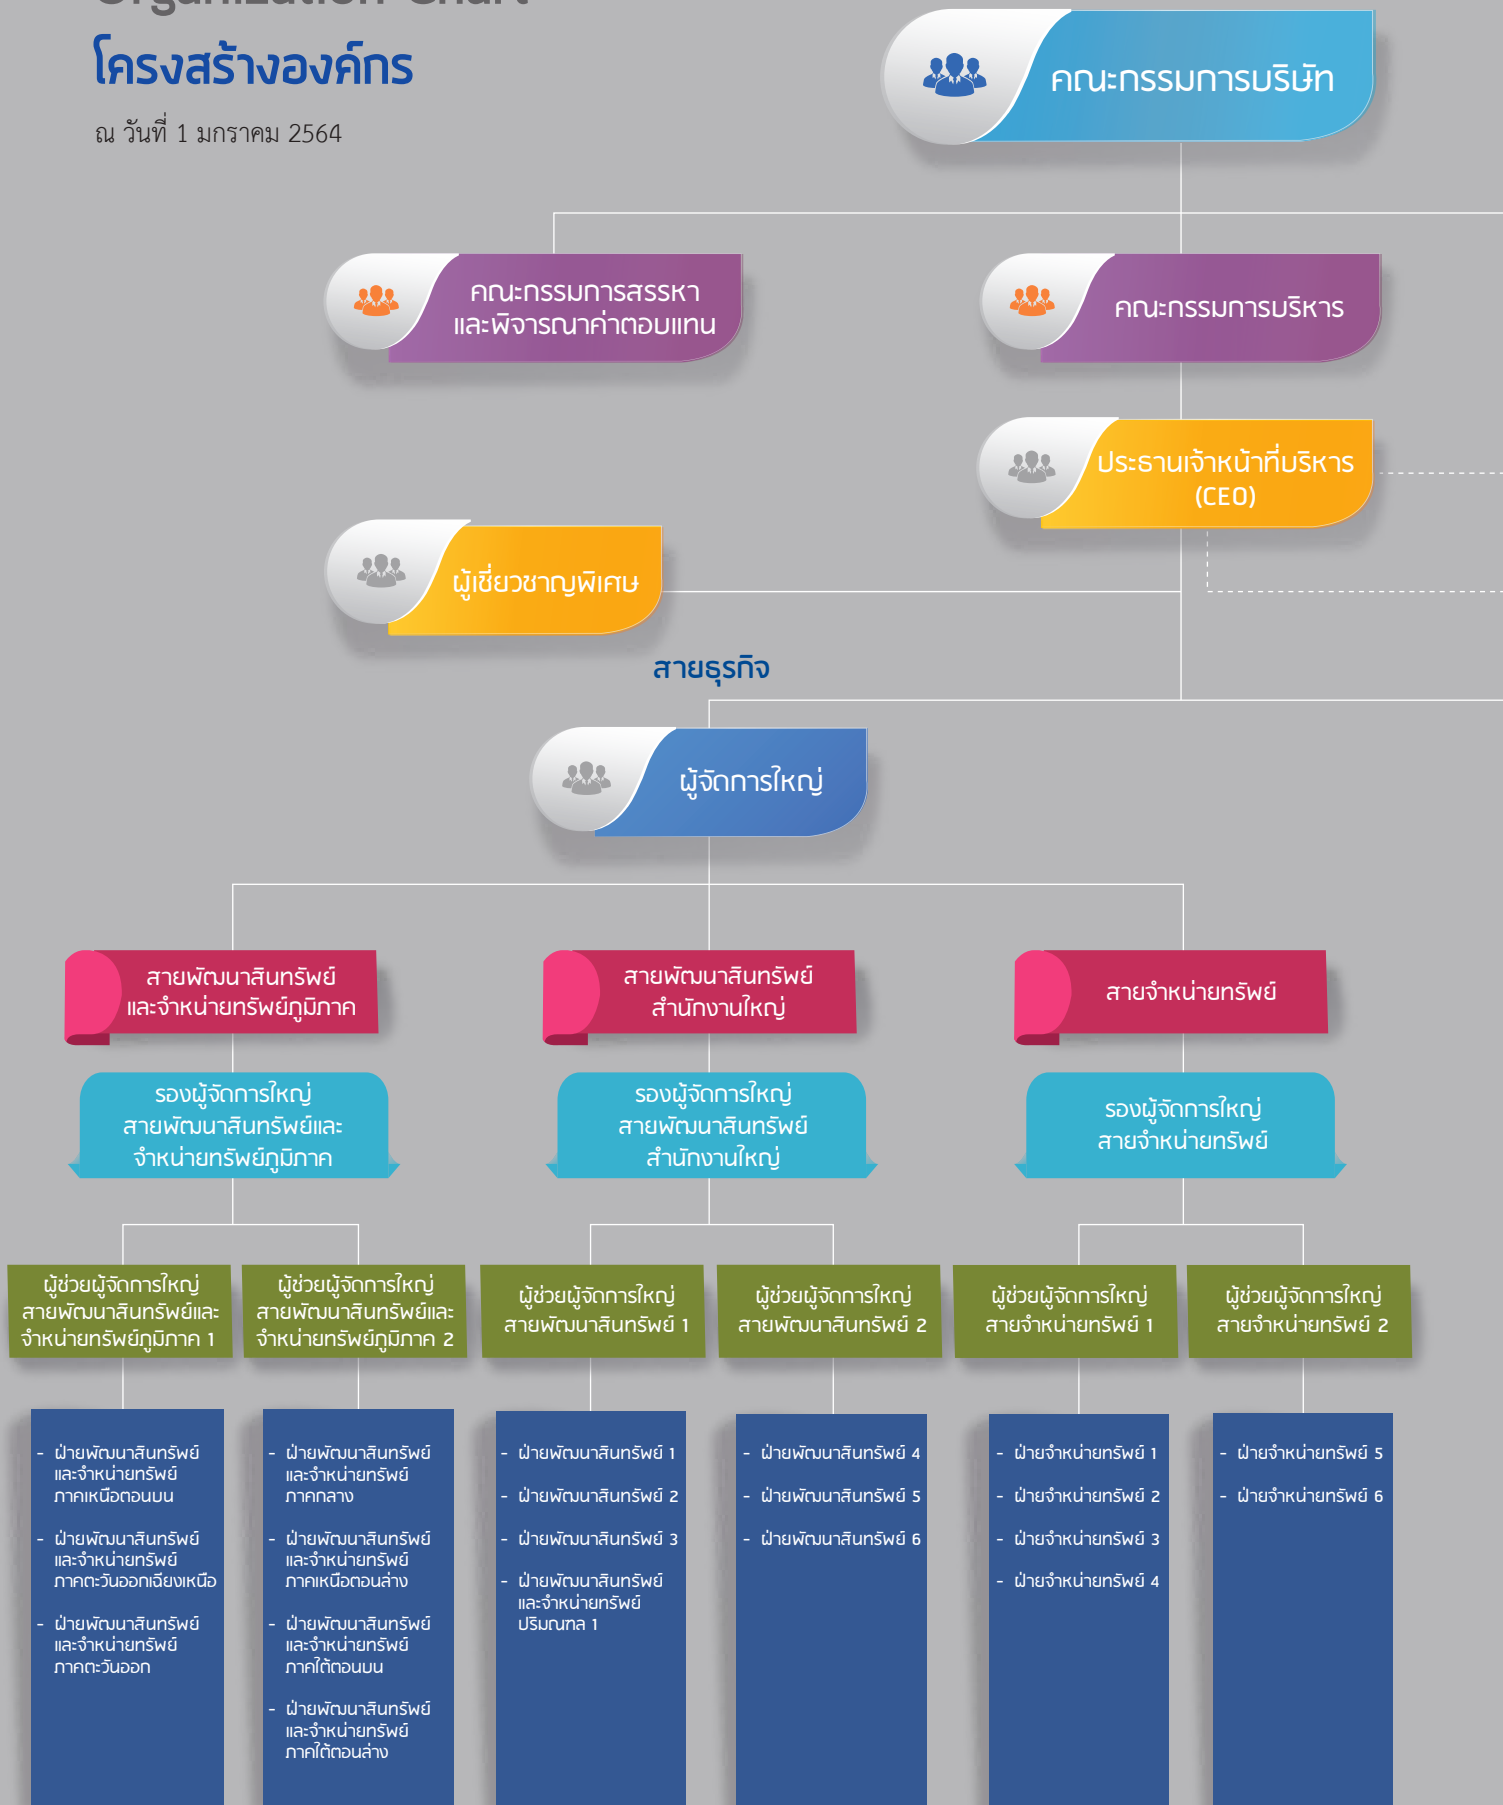 Organization Chart
โครงสร้างองค์กร
ณ วันที่ 1 มกราคม 2564
คณะกรรมการบริษัท
คณะกรรมการสรรหา
และพิจารณาค่าตอบแทน
คณะกรรมการบริหาร
ประธานเจ้าหน้าที่บริหาร
(CEO)
ผู้เชี่ยวชาญพิเศษ
สายธุรกิจ
ผู้จัดการใหญ่
สายพัฒนาสินทรัพย์
และจำหน่ายทรัพย์ภูมิภาค
สายพัฒนาสินทรัพย์
สำนักงานใหญ่
สายจำหน่ายทรัพย์
รองผู้จัดการใหญ่
สายพัฒนาสินทรัพย์และ
จำหน่ายทรัพย์ภูมิภาค
รองผู้จัดการใหญ่
สายพัฒนาสินทรัพย์
สำนักงานใหญ่
รองผู้จัดการใหญ่
สายจำหน่ายทรัพย์
ผู้ช่วยผู้จัดการใหญ่
สายพัฒนาสินทรัพย์และ
จำหน่ายทรัพย์ภูมิภาค 1
ผู้ช่วยผู้จัดการใหญ่
สายพัฒนาสินทรัพย์และ
จำหน่ายทรัพย์ภูมิภาค 2
ผู้ช่วยผู้จัดการใหญ่
สายพัฒนาสินทรัพย์ 1
ผู้ช่วยผู้จัดการใหญ่
สายพัฒนาสินทรัพย์ 2
ผู้ช่วยผู้จัดการใหญ่
สายจำหน่ายทรัพย์ 1
ผู้ช่วยผู้จัดการใหญ่
สายจำหน่ายทรัพย์ 2
- ฝ่ายพัฒนาสินทรัพย์
และจำหน่ายทรัพย์
ภาคเหนือตอนบน
- ฝ่ายพัฒนาสินทรัพย์
และจำหน่ายทรัพย์
ภาคตะวันออกเฉียงเหนือ
- ฝ่ายพัฒนาสินทรัพย์
และจำหน่ายทรัพย์
ภาคตะวันออก
- ฝ่ายพัฒนาสินทรัพย์
และจำหน่ายทรัพย์
ภาคกลาง
- ฝ่ายพัฒนาสินทรัพย์
และจำหน่ายทรัพย์
ภาคเหนือตอนล่าง
- ฝ่ายพัฒนาสินทรัพย์
และจำหน่ายทรัพย์
ภาคใต้ตอนบน
- ฝ่ายพัฒนาสินทรัพย์
และจำหน่ายทรัพย์
ภาคใต้ตอนล่าง
- ฝ่ายพัฒนาสินทรัพย์ 1
- ฝ่ายพัฒนาสินทรัพย์ 2
- ฝ่ายพัฒนาสินทรัพย์ 3
- ฝ่ายพัฒนาสินทรัพย์
และจำหน่ายทรัพย์
ปริมณฑล 1
- ฝ่ายพัฒนาสินทรัพย์ 4
- ฝ่ายพัฒนาสินทรัพย์ 5
- ฝ่ายพัฒนาสินทรัพย์ 6
- ฝ่ายจำหน่ายทรัพย์ 1
- ฝ่ายจำหน่ายทรัพย์ 2
- ฝ่ายจำหน่ายทรัพย์ 3
- ฝ่ายจำหน่ายทรัพย์ 4
- ฝ่ายจำหน่ายทรัพย์ 5
- ฝ่ายจำหน่ายทรัพย์ 6